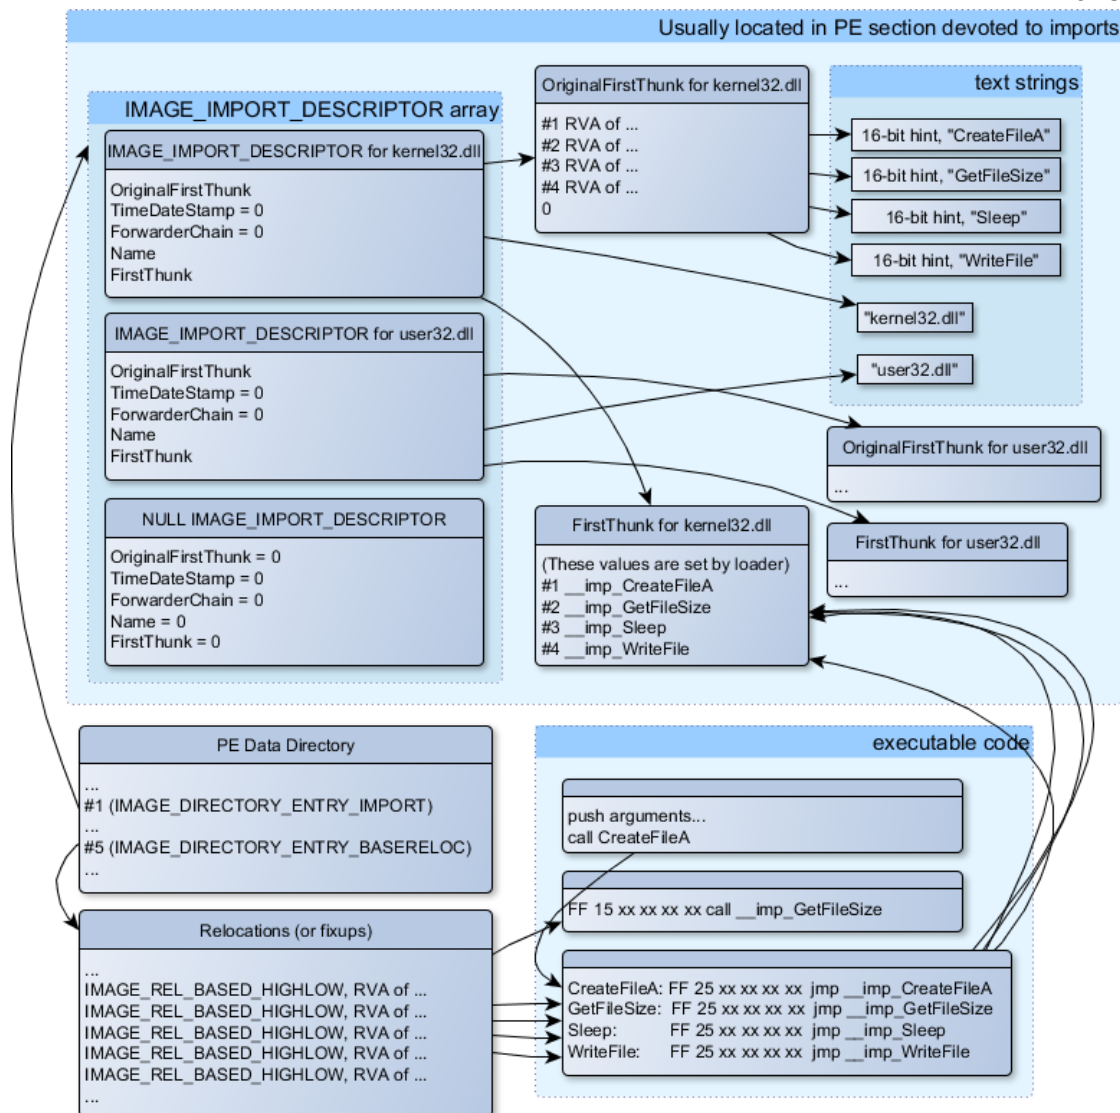 Usually located in PE section devoted to imports
IMAGE_IMPORT_DESCRIPTOR array
IMAGE_IMPORT_DESCRIPTOR for kernel32.dll
OriginalFirstThunk
TimeDateStamp = 0
ForwarderChain = 0
Name
FirstThunk
IMAGE_IMPORT_DESCRIPTOR for user32.dll
OriginalFirstThunk
TimeDateStamp = 0
ForwarderChain = 0
Name
FirstThunk
NULL IMAGE_IMPORT_DESCRIPTOR
OriginalFirstThunk = 0
TimeDateStamp = 0
ForwarderChain = 0
Name = 0
FirstThunk = 0
OriginalFirstThunk for kernel32.dll
#1 RVA of ...
#2 RVA of ...
#3 RVA of ...
#4 RVA of ...
0
text strings
16-bit hint, "CreateFileA"
16-bit hint, "GetFileSize"
16-bit hint, "Sleep"
16-bit hint, "WriteFile"
"kernel32.dll"
"user32.dll"
OriginalFirstThunk for user32.dll
...
FirstThunk for kernel32.dll
(These values are set by loader)
#1 __imp_CreateFileA
#2 __imp_GetFileSize
#3 __imp_Sleep
#4 __imp_WriteFile
FirstThunk for user32.dll
...
PE Data Directory
...
#1 (IMAGE_DIRECTORY_ENTRY_IMPORT)
...
#5 (IMAGE_DIRECTORY_ENTRY_BASERELOC)
...
Relocations (or fixups)
...
IMAGE_REL_BASED_HIGHLOW, RVA of ...
IMAGE_REL_BASED_HIGHLOW, RVA of ...
IMAGE_REL_BASED_HIGHLOW, RVA of ...
IMAGE_REL_BASED_HIGHLOW, RVA of ...
IMAGE_REL_BASED_HIGHLOW, RVA of ...
...
executable code
push arguments...
call CreateFileA
FF 15 xx xx xx xx call __imp_GetFileSize
CreateFileA: FF 25 xx xx xx xx jmp __imp_CreateFileA
GetFileSize: FF 25 xx xx xx xx jmp __imp_GetFileSize
Sleep: FF 25 xx xx xx xx jmp __imp_Sleep
WriteFile: FF 25 xx xx xx xx jmp __imp_WriteFile